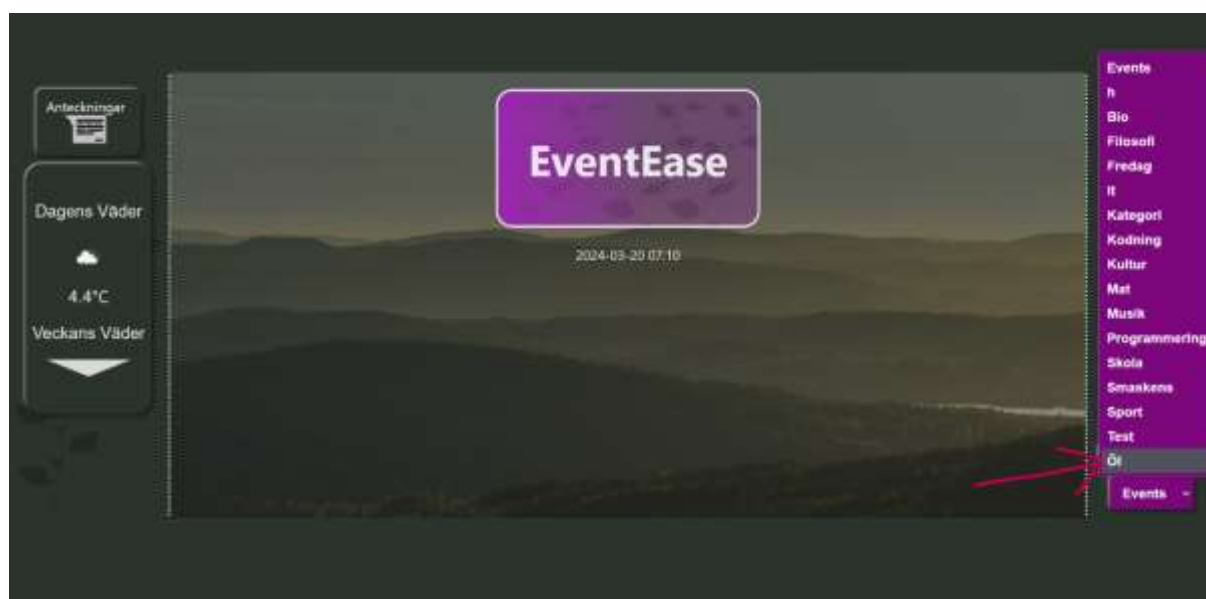 Anteckningar
Dagens Väder
4.4°C
Veckans Väder
EventEase
2024-03-20 07:10
Events
h
Bio
Filosofi
Fredag
It
Kategori
Kodning
Kultur
Mat
Musik
Programmering
Skola
Smaskens
Sport
Test
Öl
Events